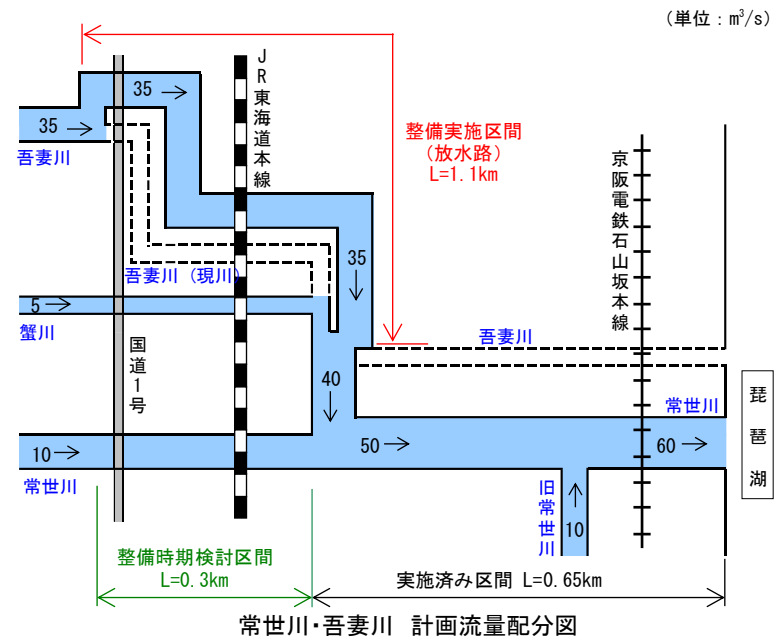 (単位：m³/s)
35→
35→
吾妻川
JR東海道本線
整備実施区間
(放水路)
L=1.1km
京阪電鉄石山坂本線
吾妻川（現川）
35
↓
5→
蟹川
国道1号
吾妻川
40
↓
常世川
10→
50→
60→
琵琶湖
常世川
旧常世川
↑
10
整備時期検討区間
L=0.3km
実施済み区間 L=0.65km
常世川・吾妻川 計画流量配分図